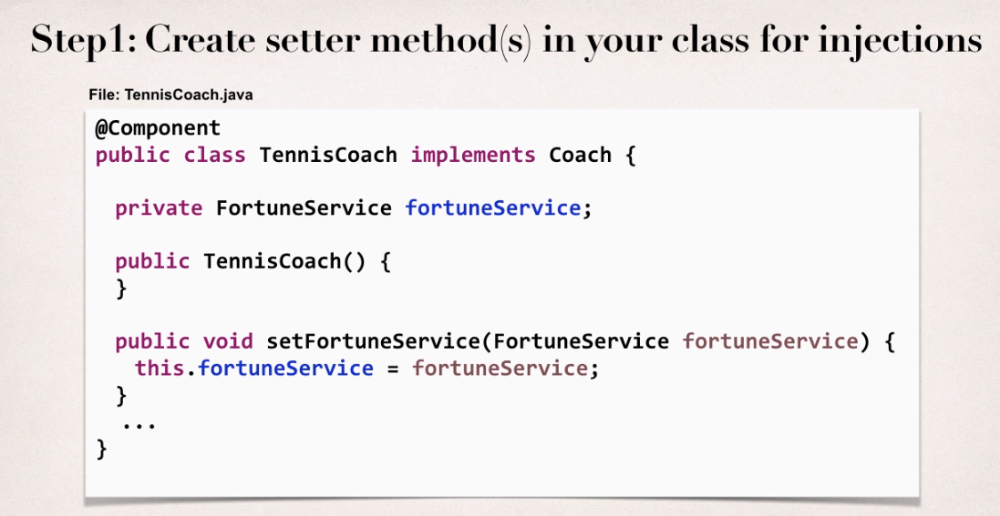 Step1: Create setter method(s) in your class for injections
File: TennisCoach.java
@Component
public class TennisCoach implements Coach {
private FortuneService fortuneService;
public TennisCoach() {
}
public void setFortuneService(FortuneService fortuneService) {
this.fortuneService = fortuneService;
}
...
}